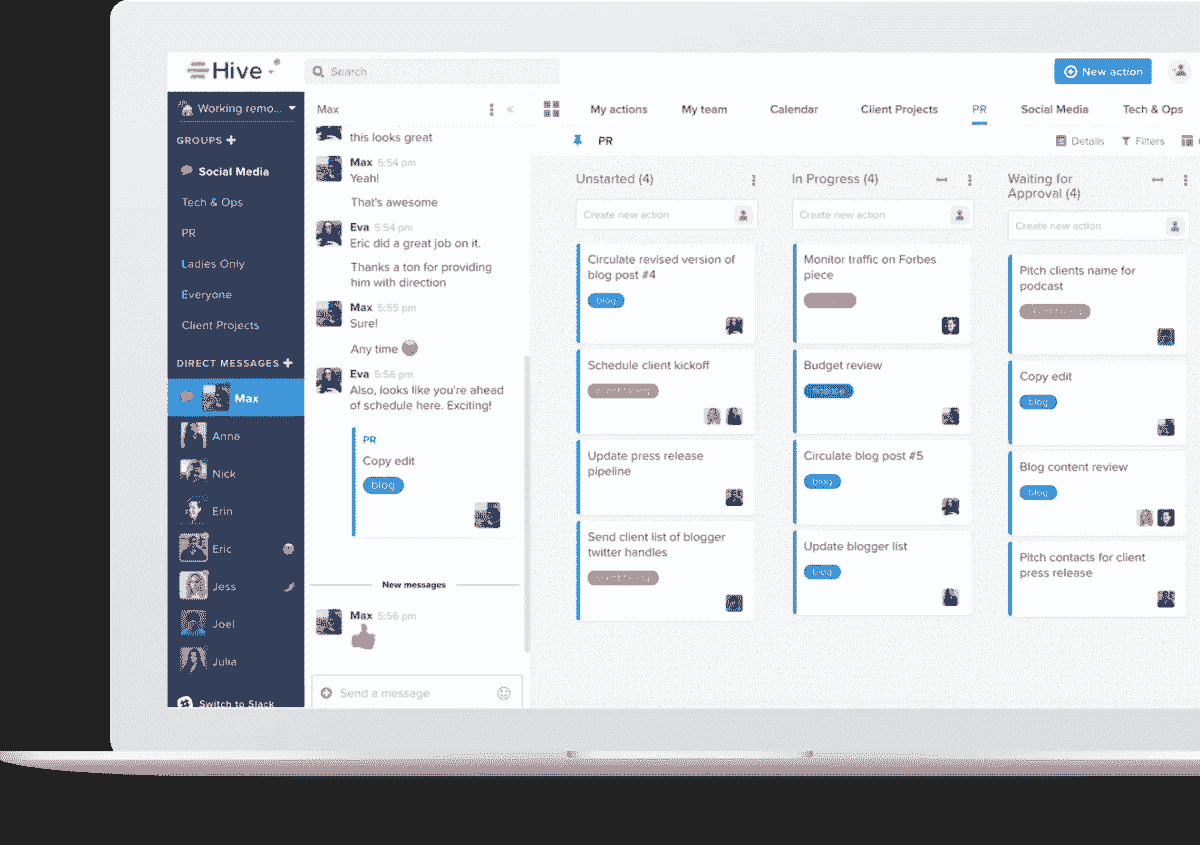 Hive
Search
New action
Working remo...
GROUPS +
Social Media
Tech & Ops
PR
Ladies Only
Everyone
Client Projects
DIRECT MESSAGES +
Max
Anna
Nick
Erin
Eric
Jess
Joel
Julia
Switch to Slack
Max
this looks great
Max 5:54 pm
Yeah!
That's awesome
Eva 5:54 pm
Eric did a great job on it.
Thanks a ton for providing
him with direction
Max 5:55 pm
Sure!
Any time
Eva 5:56 pm
Also, looks like you're ahead
of schedule here. Exciting!
PR
Copy edit
blog
New messages
Max 5:56 pm
Send a message
My actions
My team
Calendar
Client Projects
PR
Social Media
Tech & Ops
PR
Details
Filters
Unstarted (4)
Create new action
Circulate revised version of
blog post #4
blog
Schedule client kickoff
Update press release
pipeline
Send client list of blogger
twitter handles
In Progress (4)
Create new action
Monitor traffic on Forbes
piece
Budget review
Circulate blog post #5
blog
Update blogger list
blog
Waiting for
Approval (4)
Create new action
Pitch clients name for
podcast
Copy edit
blog
Blog content review
blog
Pitch contacts for client
press release